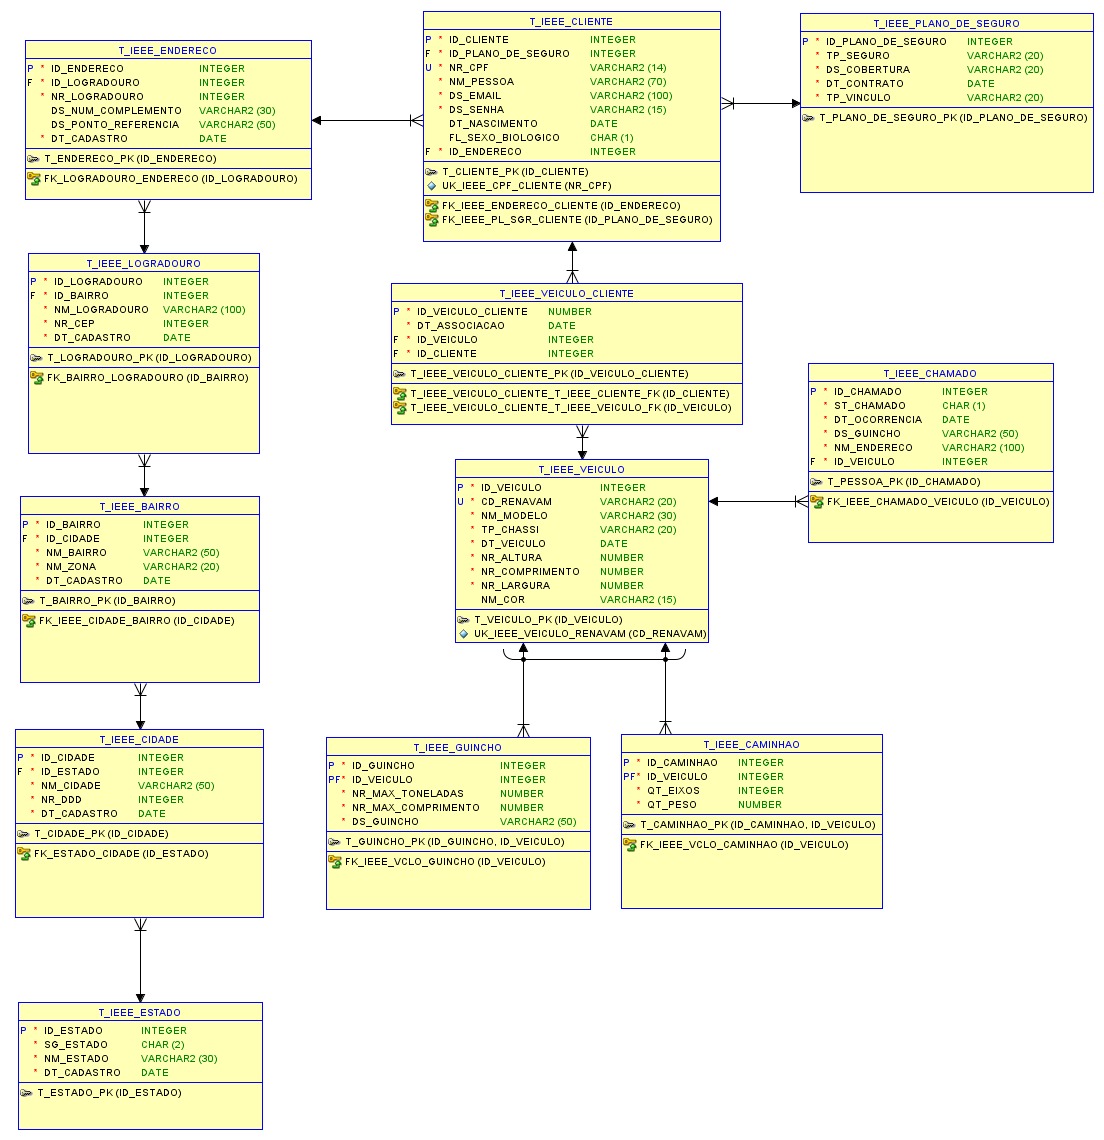 T_IEEE_ENDERECO
P * ID_ENDERECO INTEGER
F * ID_LOGRADOURO INTEGER
* NR_LOGRADOURO INTEGER
DS_NUM_COMPLEMENTO VARCHAR2 (30)
DS_PONTO_REFERENCIA VARCHAR2 (50)
* DT_CADASTRO DATE
T_ENDERECO_PK (ID_ENDERECO)
FK_LOGRADOURO_ENDERECO (ID_LOGRADOURO)
T_IEEE_CLIENTE
P * ID_CLIENTE INTEGER
F * ID_PLANO_DE_SEGURO INTEGER
U * NR_CPF VARCHAR2 (14)
* NM_PESSOA VARCHAR2 (70)
* DS_EMAIL VARCHAR2 (100)
* DS_SENHA VARCHAR2 (15)
DT_NASCIMENTO DATE
FL_SEXO_BIOLOGICO CHAR (1)
F * ID_ENDERECO INTEGER
T_CLIENTE_PK (ID_CLIENTE)
UK_IEEE_CPF_CLIENTE (NR_CPF)
FK_IEEE_ENDERECO_CLIENTE (ID_ENDERECO)
FK_IEEE_PL_SGR_CLIENTE (ID_PLANO_DE_SEGURO)
T_IEEE_PLANO_DE_SEGURO
P * ID_PLANO_DE_SEGURO INTEGER
* TP_SEGURO VARCHAR2 (20)
* DS_COBERTURA VARCHAR2 (20)
* DT_CONTRATO DATE
* TP_VINCULO VARCHAR2 (20)
T_PLANO_DE_SEGURO_PK (ID_PLANO_DE_SEGURO)
T_IEEE_LOGRADOURO
P * ID_LOGRADOURO INTEGER
F * ID_BAIRRO INTEGER
* NM_LOGRADOURO VARCHAR2 (100)
* NR_CEP INTEGER
* DT_CADASTRO DATE
T_LOGRADOURO_PK (ID_LOGRADOURO)
FK_BAIRRO_LOGRADOURO (ID_BAIRRO)
T_IEEE_VEICULO_CLIENTE
P * ID_VEICULO_CLIENTE NUMBER
* DT_ASSOCIACAO DATE
F * ID_VEICULO INTEGER
F * ID_CLIENTE INTEGER
T_IEEE_VEICULO_CLIENTE_PK (ID_VEICULO_CLIENTE)
T_IEEE_VEICULO_CLIENTE_T_IEEE_CLIENTE_FK (ID_CLIENTE)
T_IEEE_VEICULO_CLIENTE_T_IEEE_VEICULO_FK (ID_VEICULO)
T_IEEE_CHAMADO
P * ID_CHAMADO INTEGER
* ST_CHAMADO CHAR (1)
* DT_OCORRENCIA DATE
* DS_GUINCHO VARCHAR2 (50)
* NM_ENDERECO VARCHAR2 (100)
F * ID_VEICULO INTEGER
T_PESSOA_PK (ID_CHAMADO)
FK_IEEE_CHAMADO_VEICULO (ID_VEICULO)
T_IEEE_BAIRRO
P * ID_BAIRRO INTEGER
F * ID_CIDADE INTEGER
* NM_BAIRRO VARCHAR2 (50)
* NM_ZONA VARCHAR2 (20)
* DT_CADASTRO DATE
T_BAIRRO_PK (ID_BAIRRO)
FK_IEEE_CIDADE_BAIRRO (ID_CIDADE)
T_IEEE_VEICULO
P * ID_VEICULO INTEGER
U * CD_RENAVAM VARCHAR2 (20)
* NM_MODELO VARCHAR2 (30)
* TP_CHASSI VARCHAR2 (20)
* DT_VEICULO DATE
* NR_ALTURA NUMBER
* NR_COMPRIMENTO NUMBER
* NR_LARGURA NUMBER
NM_COR VARCHAR2 (15)
T_VEICULO_PK (ID_VEICULO)
UK_IEEE_VEICULO_RENAVAM (CD_RENAVAM)
T_IEEE_CIDADE
P * ID_CIDADE INTEGER
F * ID_ESTADO INTEGER
* NM_CIDADE VARCHAR2 (50)
* NR_DDD INTEGER
* DT_CADASTRO DATE
T_CIDADE_PK (ID_CIDADE)
FK_ESTADO_CIDADE (ID_ESTADO)
T_IEEE_GUINCHO
P * ID_GUINCHO INTEGER
PF* ID_VEICULO INTEGER
* NR_MAX_TONELADAS NUMBER
* NR_MAX_COMPRIMENTO NUMBER
* DS_GUINCHO VARCHAR2 (50)
T_GUINCHO_PK (ID_GUINCHO, ID_VEICULO)
FK_IEEE_VCLO_GUINCHO (ID_VEICULO)
T_IEEE_CAMINHAO
P * ID_CAMINHAO INTEGER
PF* ID_VEICULO INTEGER
* QT_EIXOS INTEGER
* QT_PESO NUMBER
T_CAMINHAO_PK (ID_CAMINHAO, ID_VEICULO)
FK_IEEE_VCLO_CAMINHAO (ID_VEICULO)
T_IEEE_ESTADO
P * ID_ESTADO INTEGER
* SG_ESTADO CHAR (2)
* NM_ESTADO VARCHAR2 (30)
* DT_CADASTRO DATE
T_ESTADO_PK (ID_ESTADO)